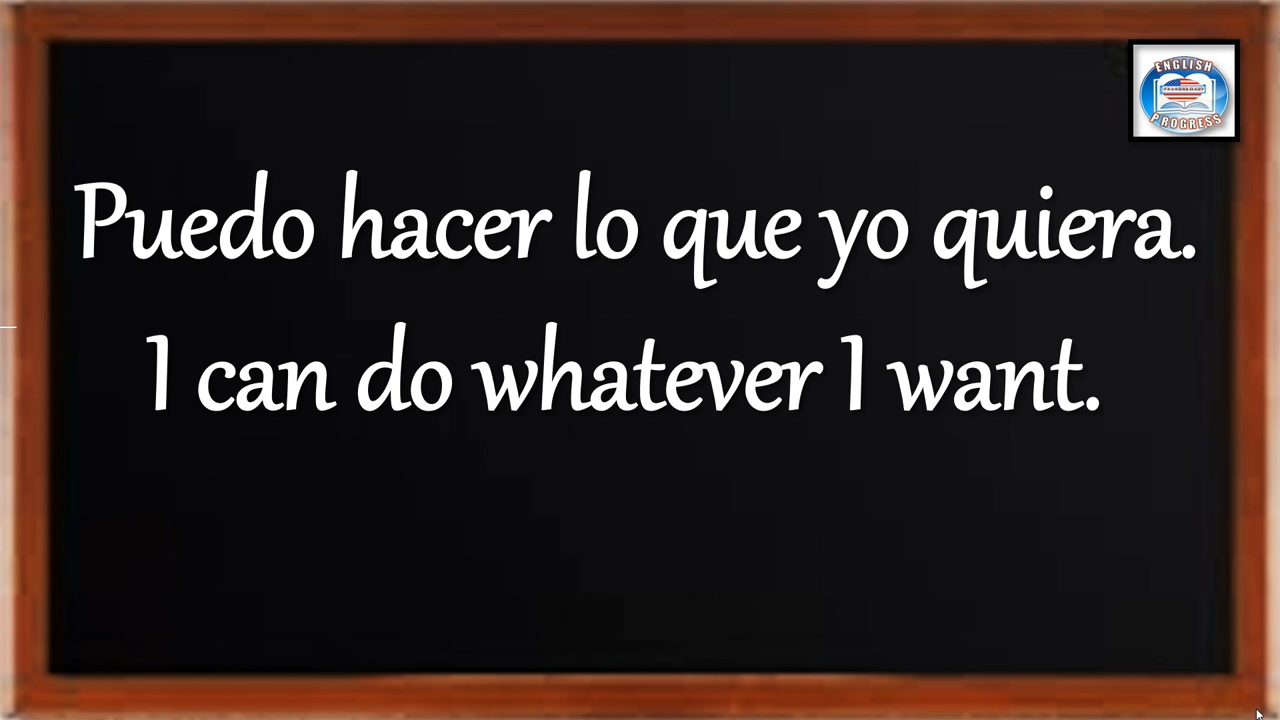 ENGLISH
PROGRESS
Puedo hacer lo que yo quiera.
I can do whatever I want.